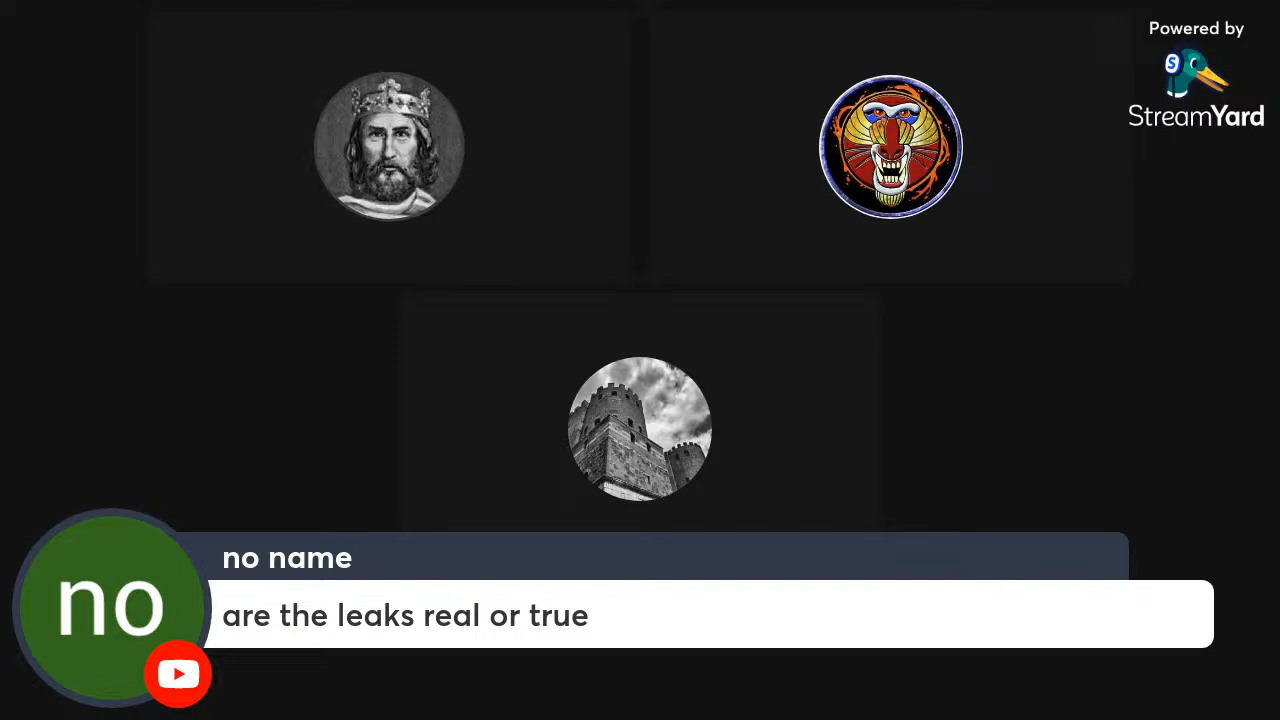 Powered by
S
StreamYard
no name
no
are the leaks real or true